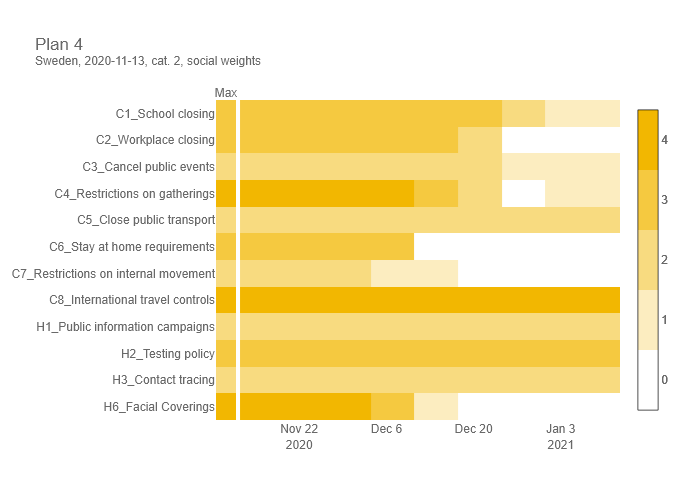 Plan 4
Sweden, 2020-11-13, cat. 2, social weights
Max
C1_School closing
C2_Workplace closing
C3_Cancel public events
C4_Restrictions on gatherings
C5_Close public transport
C6_Stay at home requirements
C7_Restrictions on internal movement
C8_International travel controls
H1_Public information campaigns
H2_Testing policy
H3_Contact tracing
H6_Facial Coverings
Nov 22 Dec 6 Dec 20 Jan 3
2020 2021
4
3
2
1
0